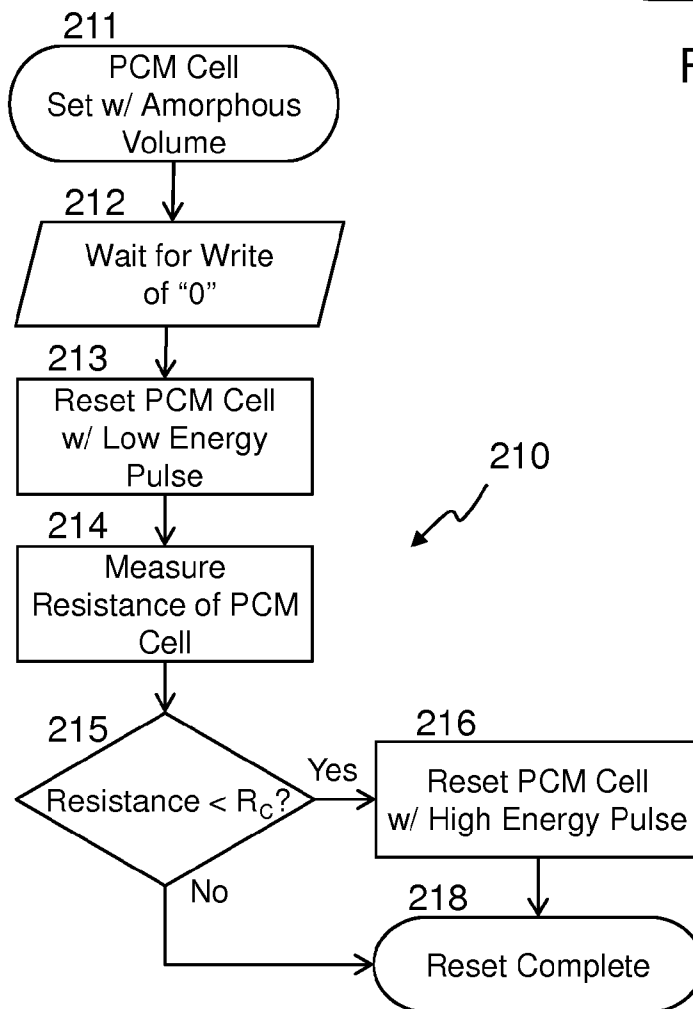 211
PCM Cell
Set w/ Amorphous
Volume
F
212
Wait for Write
of “0”
213
Reset PCM Cell
w/ Low Energy
Pulse
210
214
Measure
Resistance of PCM
Cell
215
Resistance < RC?
Yes
No
216
Reset PCM Cell
w/ High Energy Pulse
218
Reset Complete